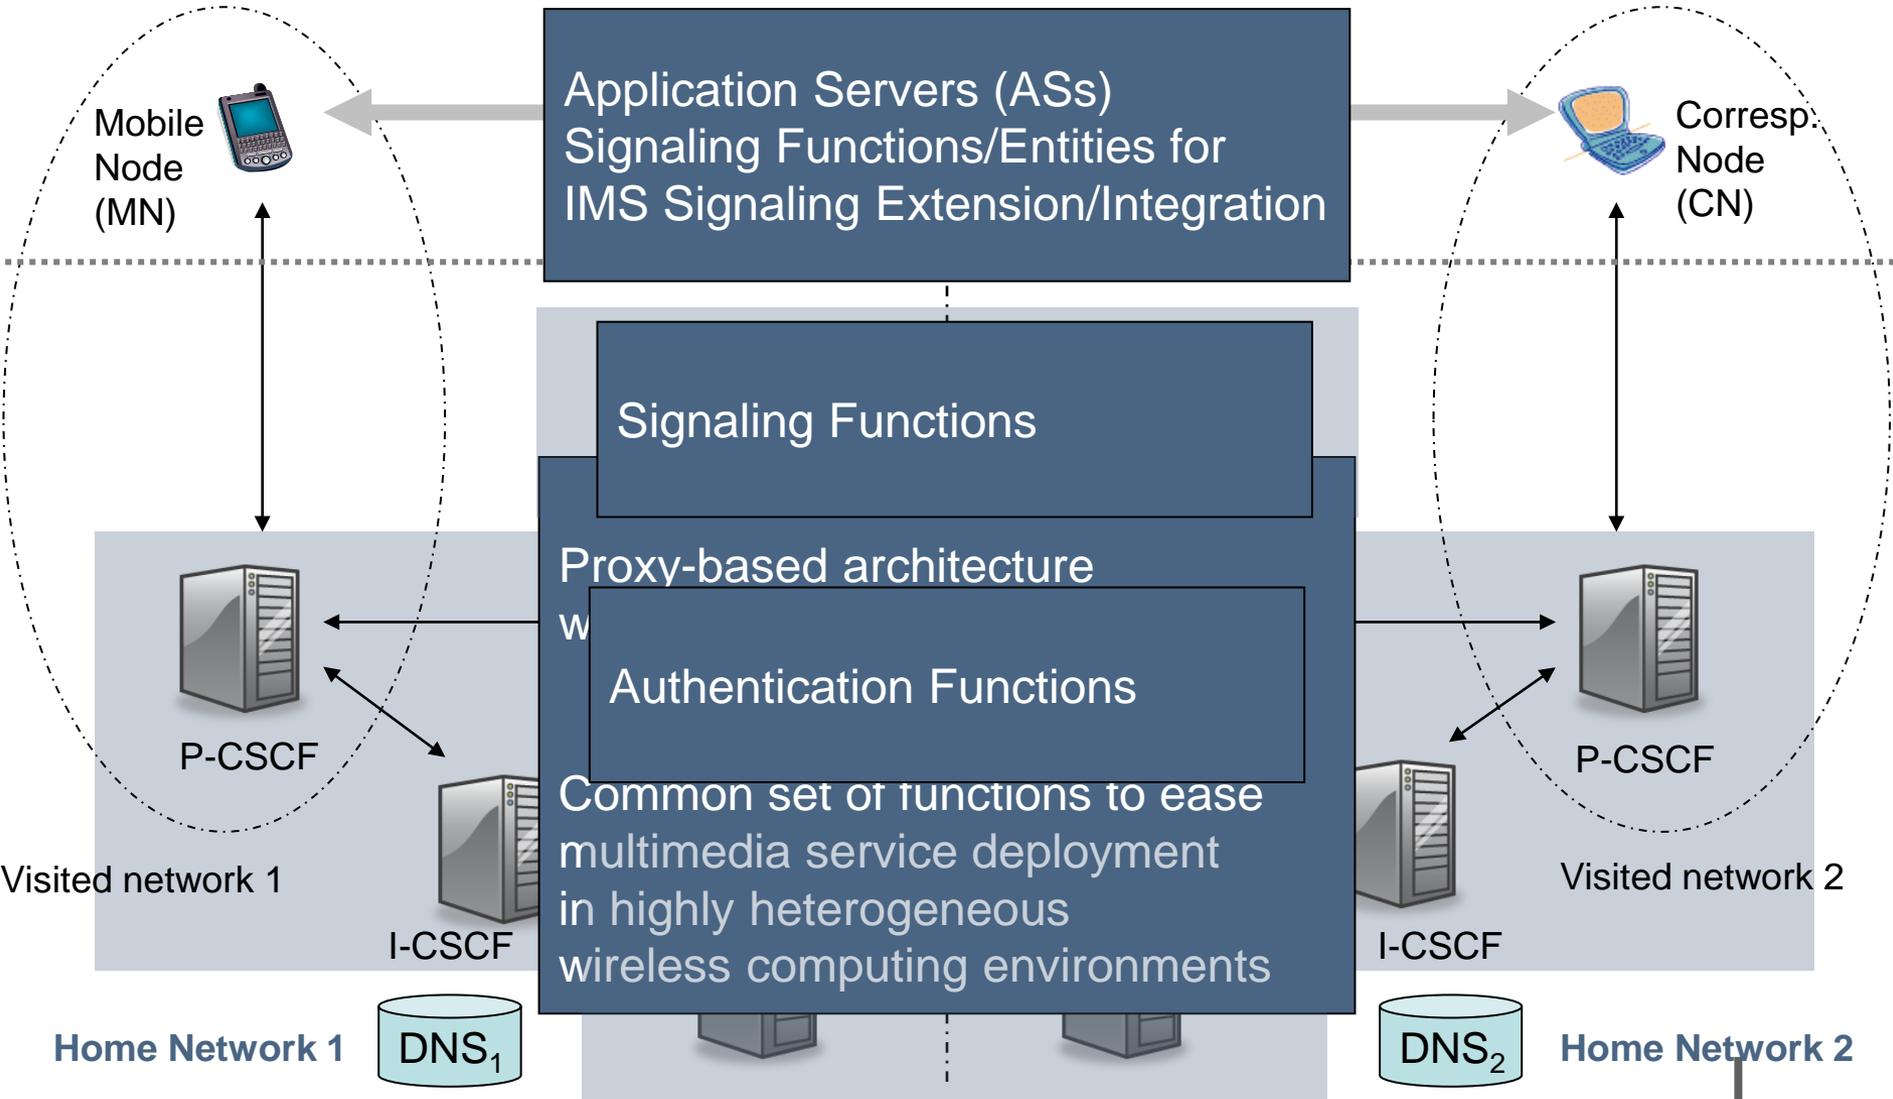 Application Servers (ASs)
Signaling Functions/Entities for
IMS Signaling Extension/Integration
Mobile
Node
(MN)
Corresp.
Node
(CN)
Signaling Functions
Proxy-based architecture
Authentication Functions
P-CSCF
P-CSCF
Common set of functions to ease
multimedia service deployment
in highly heterogeneous
wireless computing environments
Visited network 1
Visited network 2
I-CSCF
I-CSCF
Home Network 1
DNS1
DNS2
Home Network 2